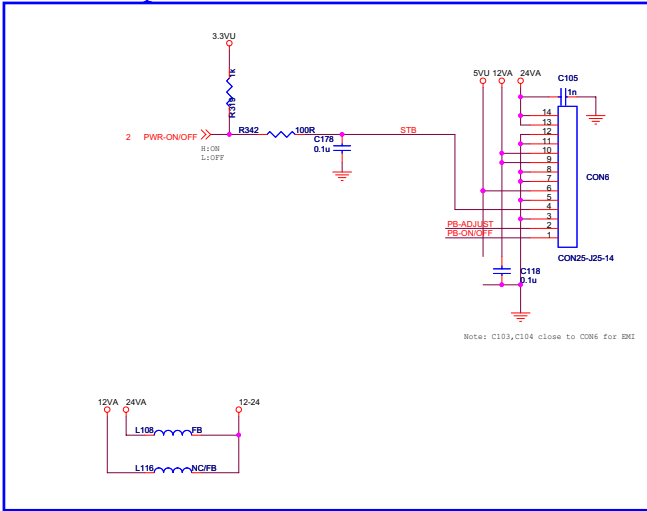 3.3VU
1k
R319
2 PWR-ON/OFF
R342 100R
H:ON
L:OFF
C178
0.1u
STB
5VU 12VA 24VA
C105
1n
14
13
12
11
10
9
8
7
6
5
4
3
2
1
CON6
PB-ADJUST
PB-ON/OFF
CON25-J25-14
C118
0.1u
Note: C103,C104 close to CON6 for EMI
12VA 24VA 12-24
L108 FB
L116 NC/FB